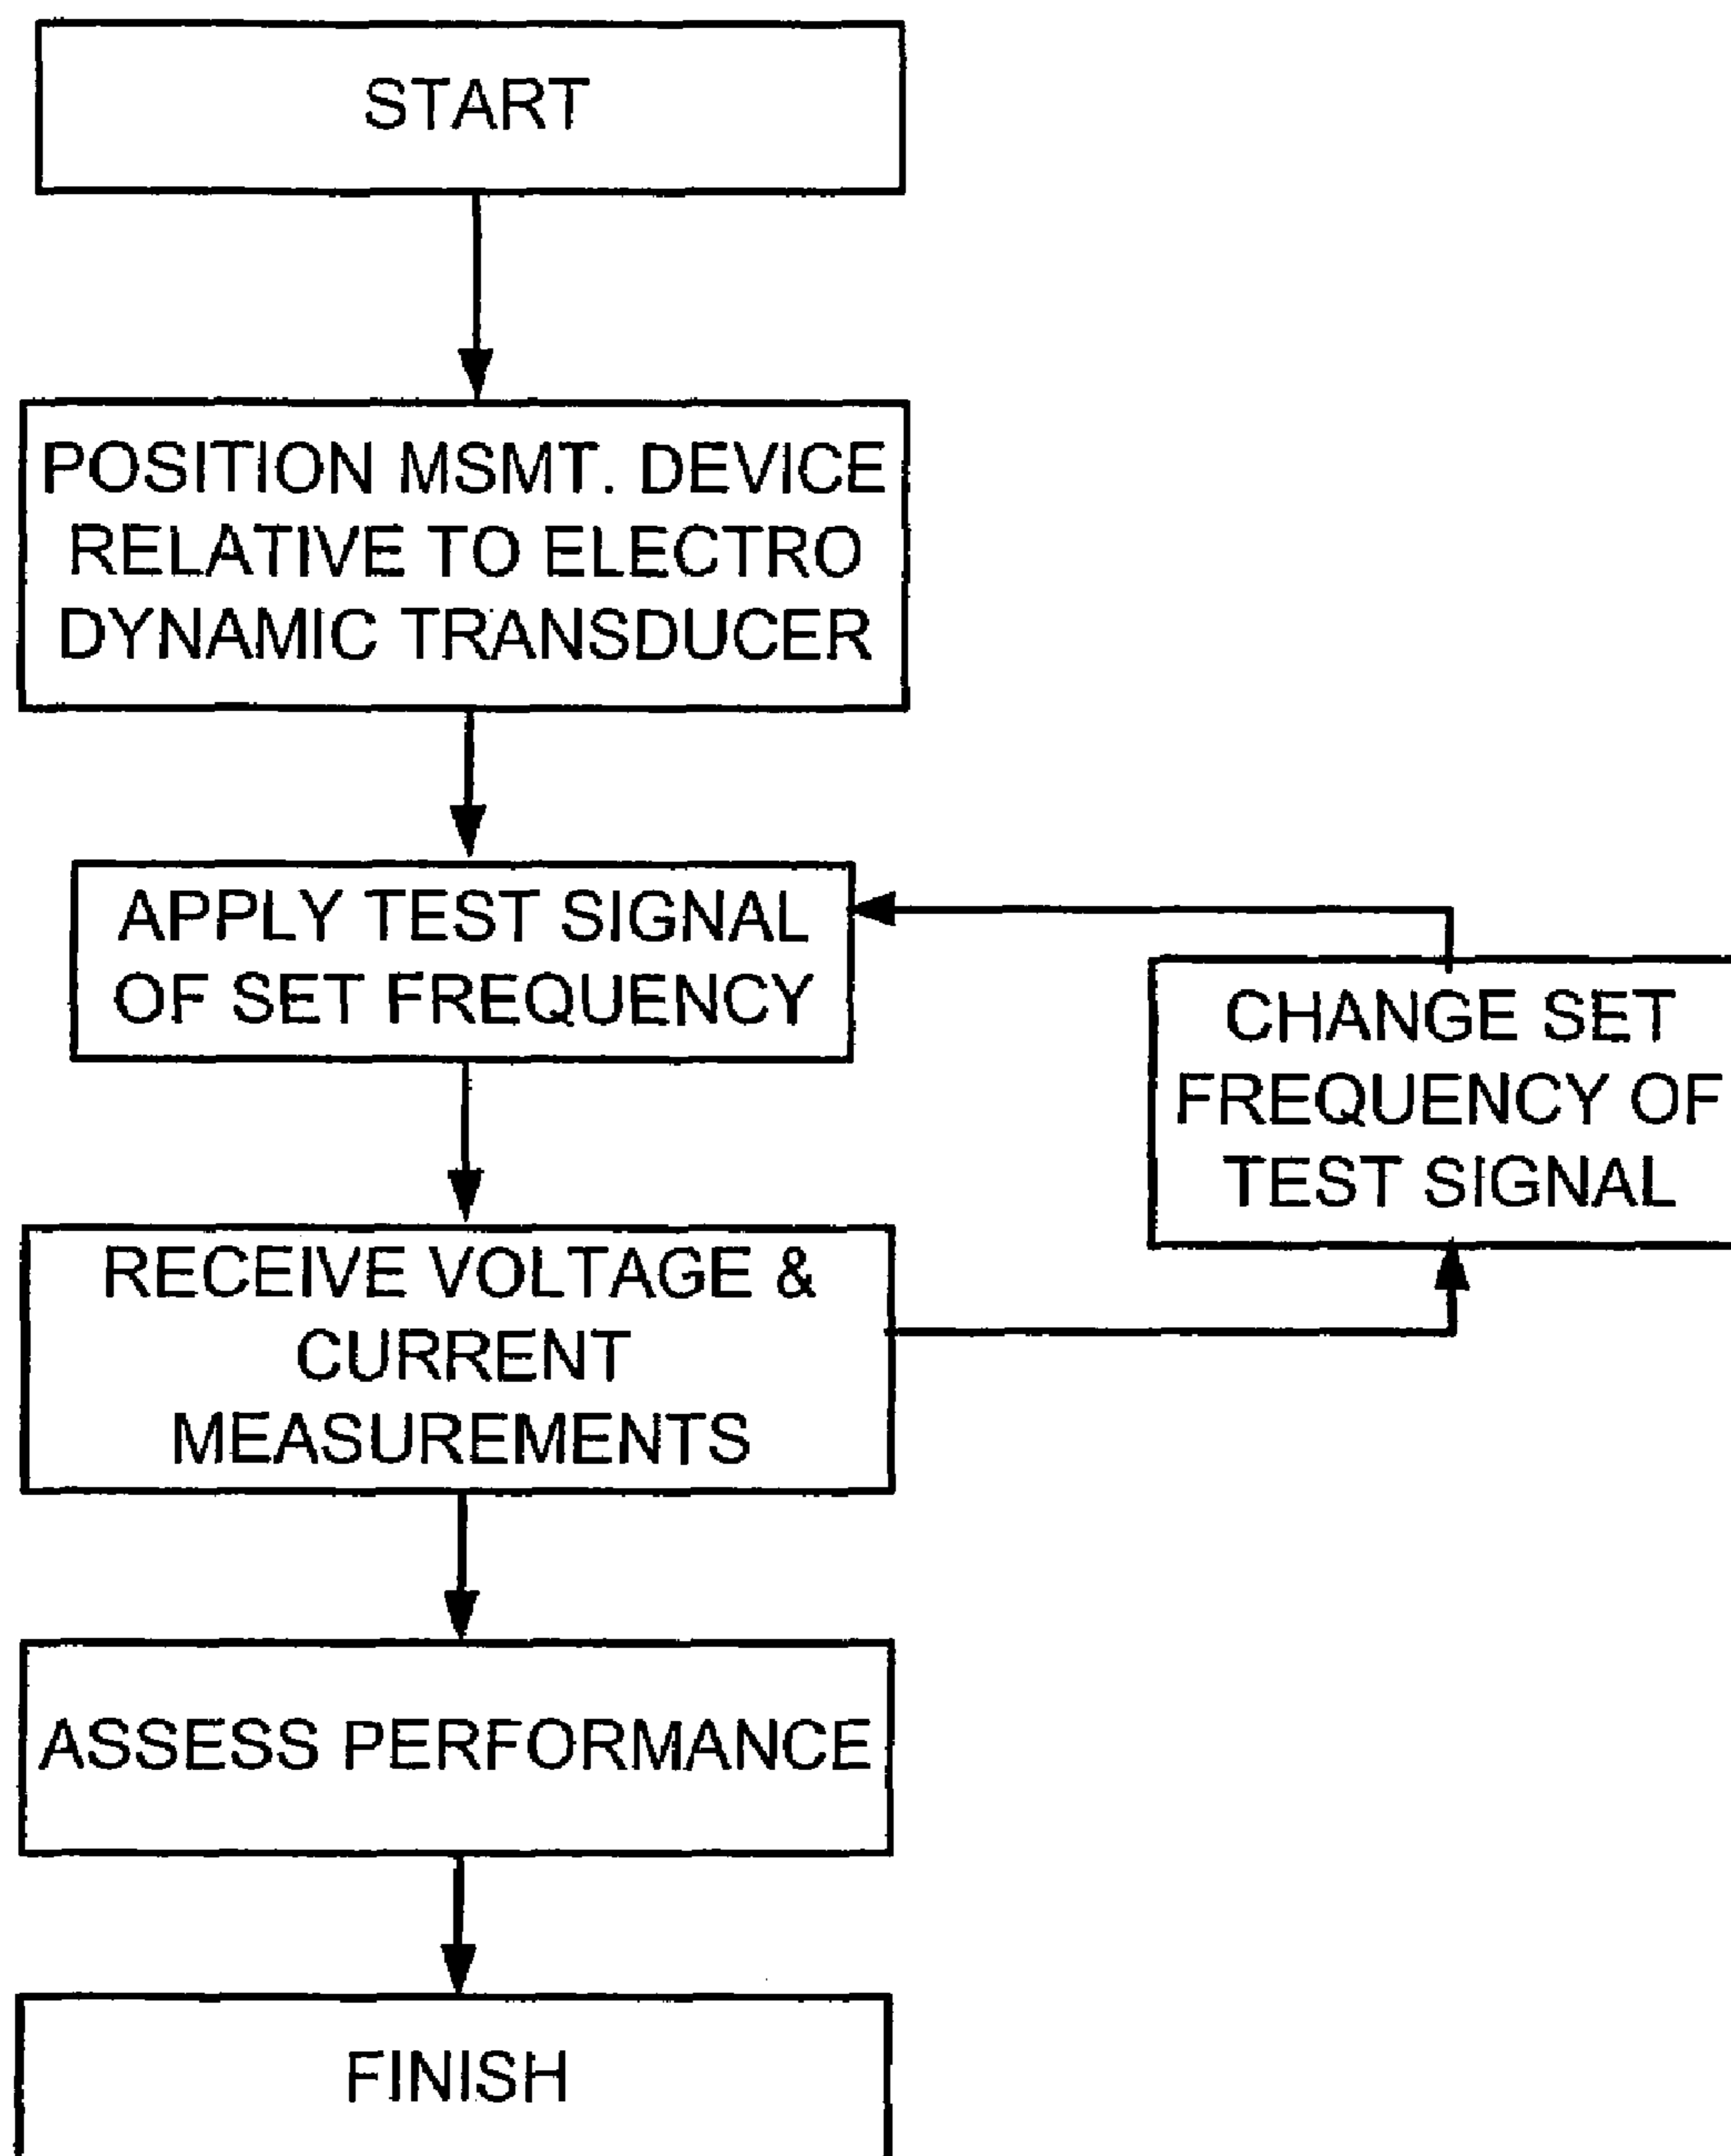 START
POSITION MSMT. DEVICE
RELATIVE TO ELECTRO
DYNAMIC TRANSDUCER
APPLY TEST SIGNAL
OF SET FREQUENCY
CHANGE SET
FREQUENCY OF
TEST SIGNAL
RECEIVE VOLTAGE &
CURRENT
MEASUREMENTS
ASSESS PERFORMANCE
FINISH